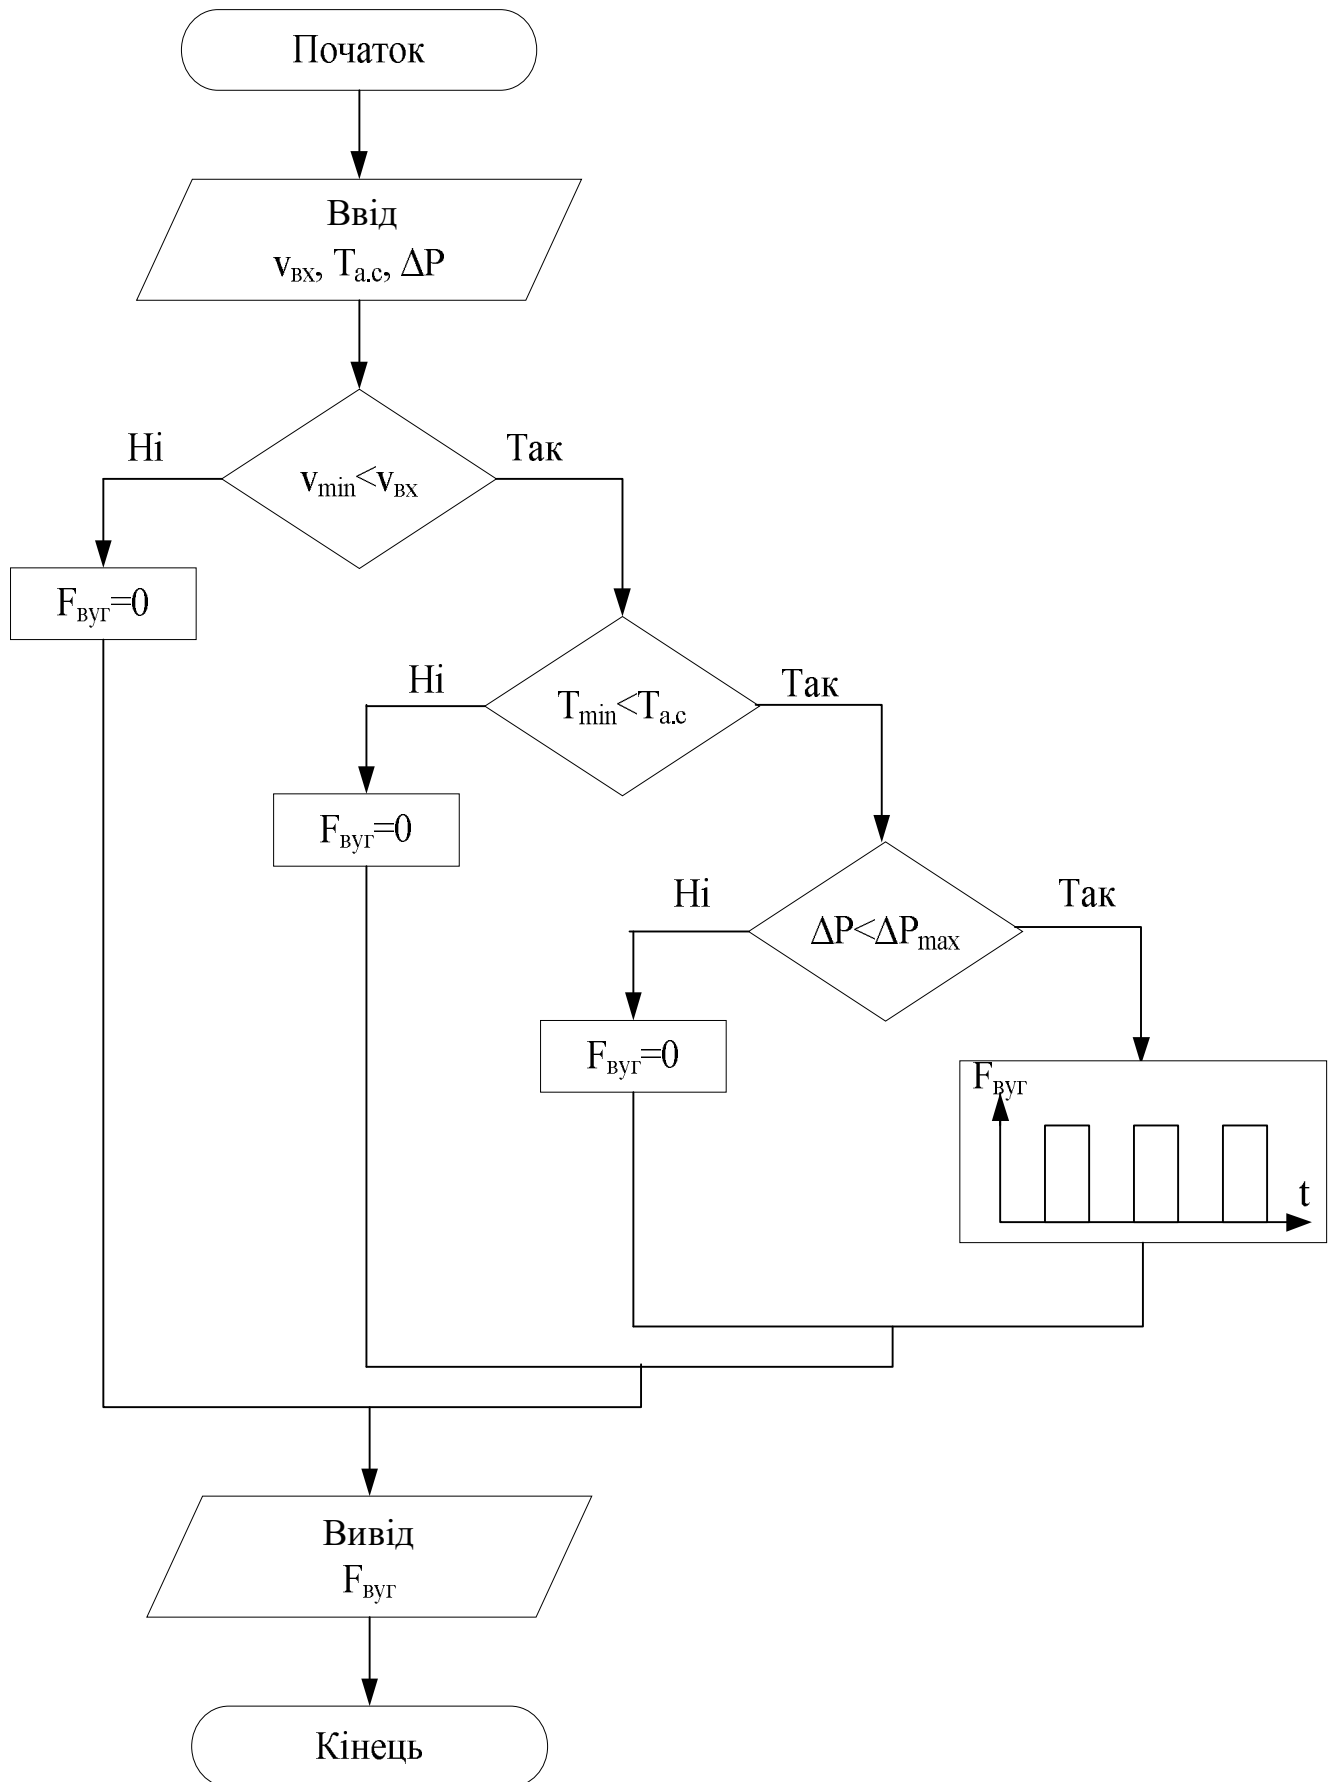 Початок
Ввід
vвх, Tа.с, ΔP
Ні
Так
vmin<vвх
Fвуг=0
Ні
Так
Tmin<Tа.с
Fвуг=0
Ні
Так
ΔP<ΔPmax
Fвуг=0
Fвуг
t
Вивід
Fвуг
Кінець